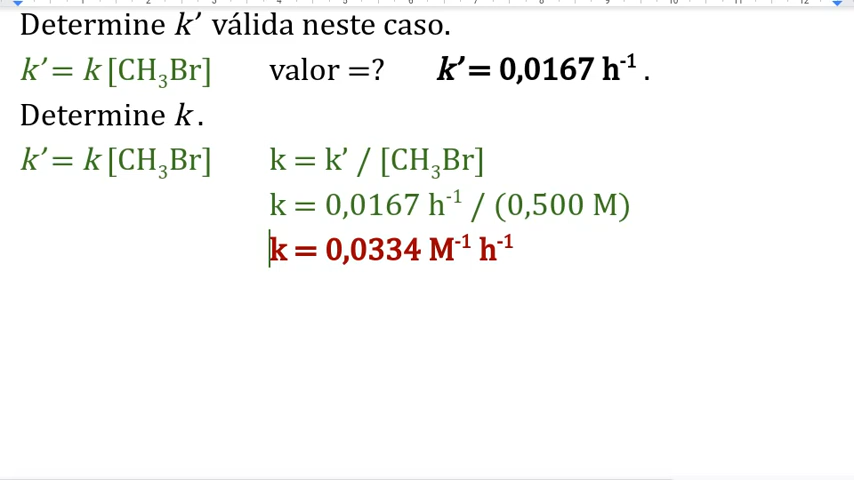 Determine k’ válida neste caso.
k’= k [CH₃Br] valor =? k’= 0,0167 h⁻¹ .
Determine k .
k’= k [CH₃Br] k = k’ / [CH₃Br]
k = 0,0167 h⁻¹ / (0,500 M)
k = 0,0334 M⁻¹ h⁻¹